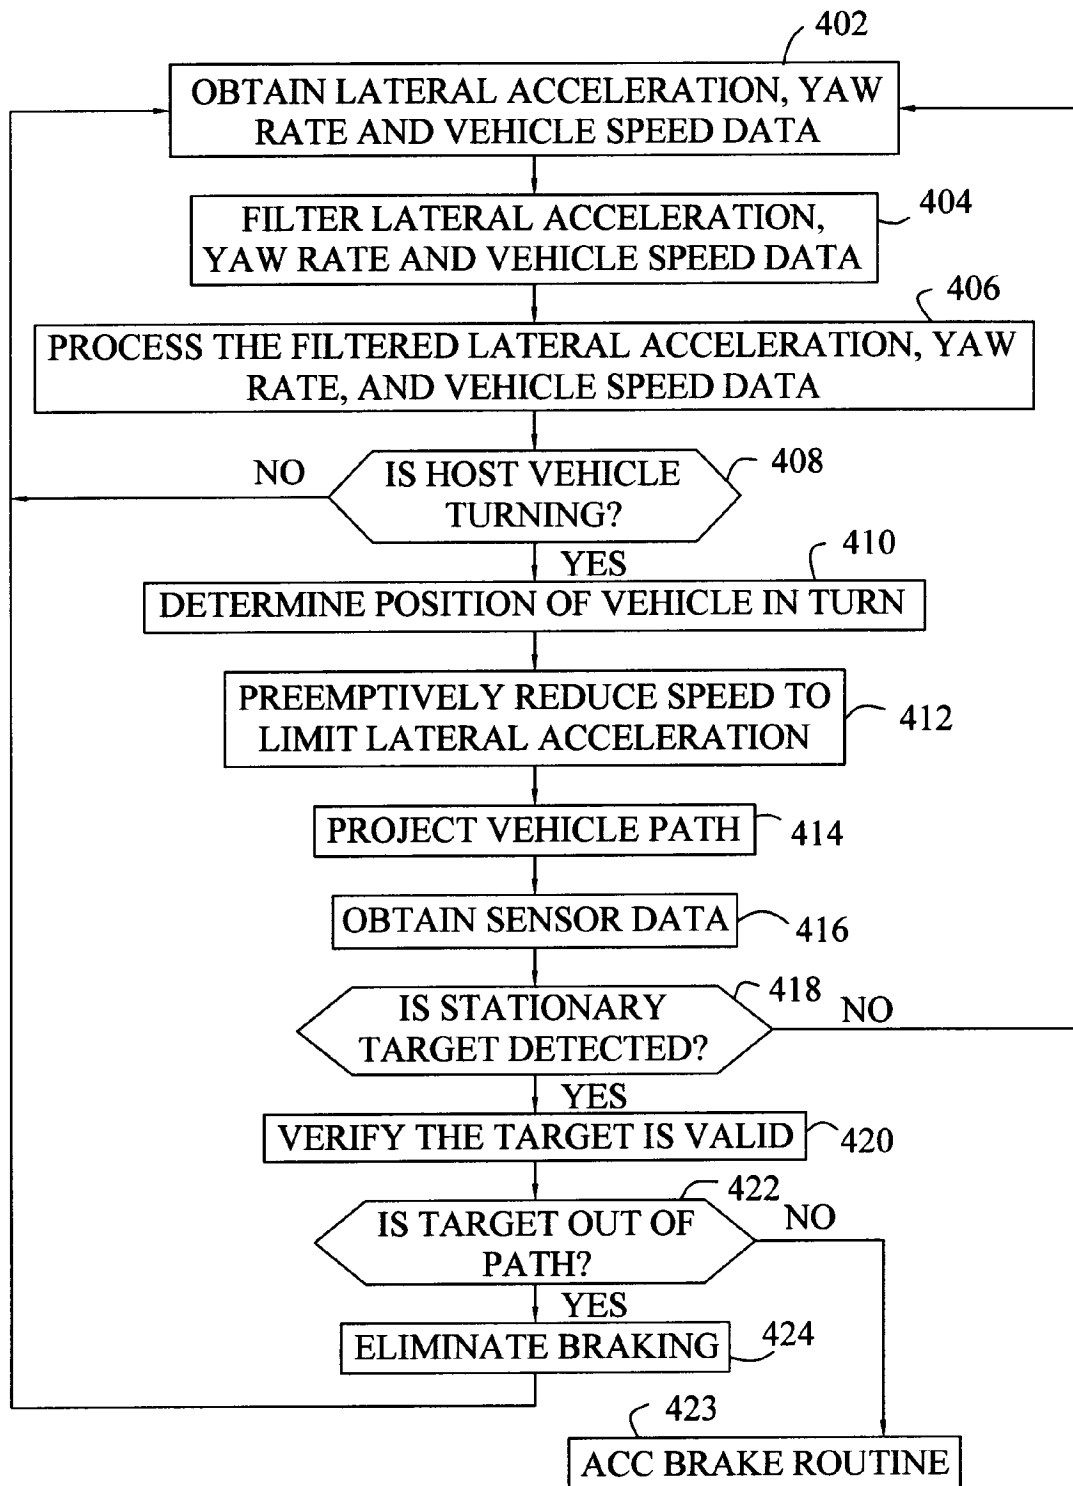 402
OBTAIN LATERAL ACCELERATION, YAW
RATE AND VEHICLE SPEED DATA
FILTER LATERAL ACCELERATION,
YAW RATE AND VEHICLE SPEED DATA
404
406
PROCESS THE FILTERED LATERAL ACCELERATION, YAW
RATE, AND VEHICLE SPEED DATA
NO
IS HOST VEHICLE
TURNING?
408
YES
410
DETERMINE POSITION OF VEHICLE IN TURN
PREEMPTIVELY REDUCE SPEED TO
LIMIT LATERAL ACCELERATION
412
PROJECT VEHICLE PATH
414
OBTAIN SENSOR DATA
416
IS STATIONARY
TARGET DETECTED?
418
NO
YES
VERIFY THE TARGET IS VALID
420
422
IS TARGET OUT OF
PATH?
NO
YES
ELIMINATE BRAKING
424
423
ACC BRAKE ROUTINE